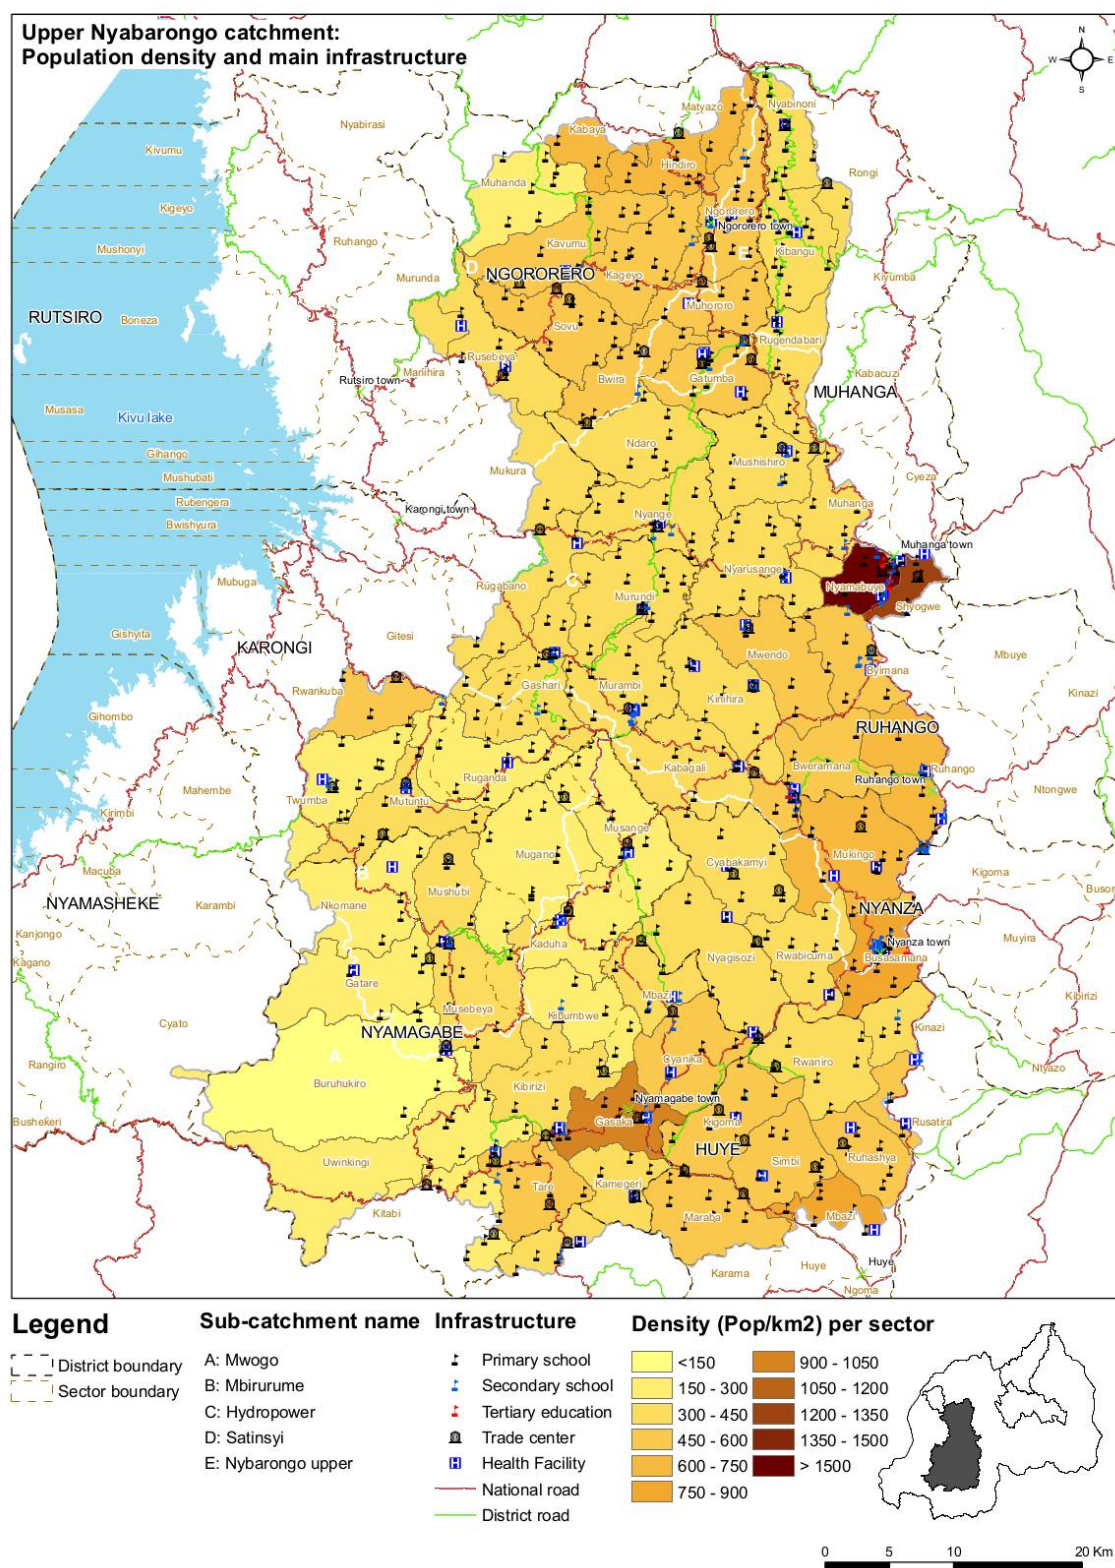 Upper Nyabarongo catchment:
Population density and main infrastructure
N
W E
S
Matyazo
Nyabinoni
Nyabirasi
Kabaya
Kivumu
Hindiro
Rongi
Muhanda
Kigeyo
Ngororero
Ngororero town
Ruhango
Kavumu
E
Kibangu
Mushonyi
D
NGORORERO
Kageyo
Murunda
Kiyumba
RUTSIRO
Boneza
Muhororo
Sovu
Rugendabari
Rusebeya
Manihira
Kabacuzi
Rutsiro town
Bwira
Gatumba
MUHANGA
Musasa
Kivu lake
Ndaro
Gihango
Mukura
Mushishiro
Mushubati
Cyeza
Rubengera
Karongi town
Muhanga
Bwishyura
Nyange
Muhanga town
Mubuga
Rugabano
C
Nyarusange
Nyamabuye
Murundi
Shyogwe
Gishyita
Gitesi
KARONGI
Mwendo
Mbuye
Byimana
Rwankuba
Gashari
Murambi
Kinihira
Kinazi
Gihombo
RUHANGO
Kabagali
Bweramana
Ruhango
Ruganda
Ruhango town
Mahembe
Twumba
Mutuntu
Ntongwe
Kirimbi
Musange
Mugano
Mukingo
Cyabakamyi
Macuba
B
Kigoma
Mushubi
NYAMASHEKE
Karambi
Nkomane
NYANZA
Kanjongo
Kaduha
Nyanza town
Muyira
Kagano
Nyagisozi
Rwabicuma
Busasamana
Gatare
Mbazi
Musebeya
Kibirizi
Kibumbwe
Cyato
NYAMAGABE
Kinazi
A
Cyanika
Rwaniro
Rangiro
Ntyazo
Buruhukiro
Kibirizi
Nyamagabe town
Bushekeri
Gasaka
Kigoma
Rusatira
HUYE
Uwinkingi
Simbi
Ruhashya
Tare
Kamegeri
Kitabi
Maraba
Mbazi
Karama
Huye
Huye
Ngoma
Legend
District boundary
Sector boundary
Sub-catchment name
A: Mwogo
B: Mbirurume
C: Hydropower
D: Satinsyi
E: Nybarongo upper
Infrastructure
Primary school
Secondary school
Tertiary education
Trade center
Health Facility
National road
District road
Density (Pop/km2) per sector
<150
150 - 300
300 - 450
450 - 600
600 - 750
750 - 900
900 - 1050
1050 - 1200
1200 - 1350
1350 - 1500
> 1500
0 5 10 20 Km